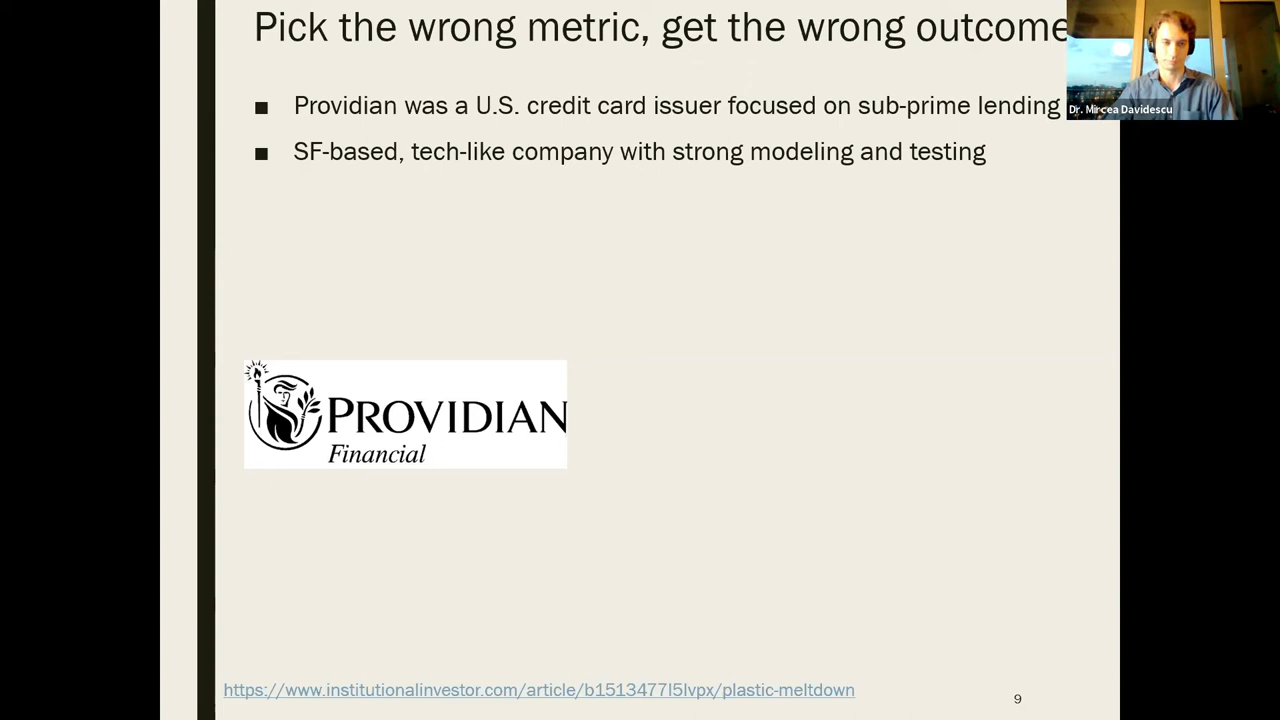 Pick the wrong metric, get the wrong outcome
Dr. Mircea Davidescu
■ Providian was a U.S. credit card issuer focused on sub-prime lending
■ SF-based, tech-like company with strong modeling and testing
PROVIDIAN
Financial
https://www.institutionalinvestor.com/article/b1513477l5lvpx/plastic-meltdown
9